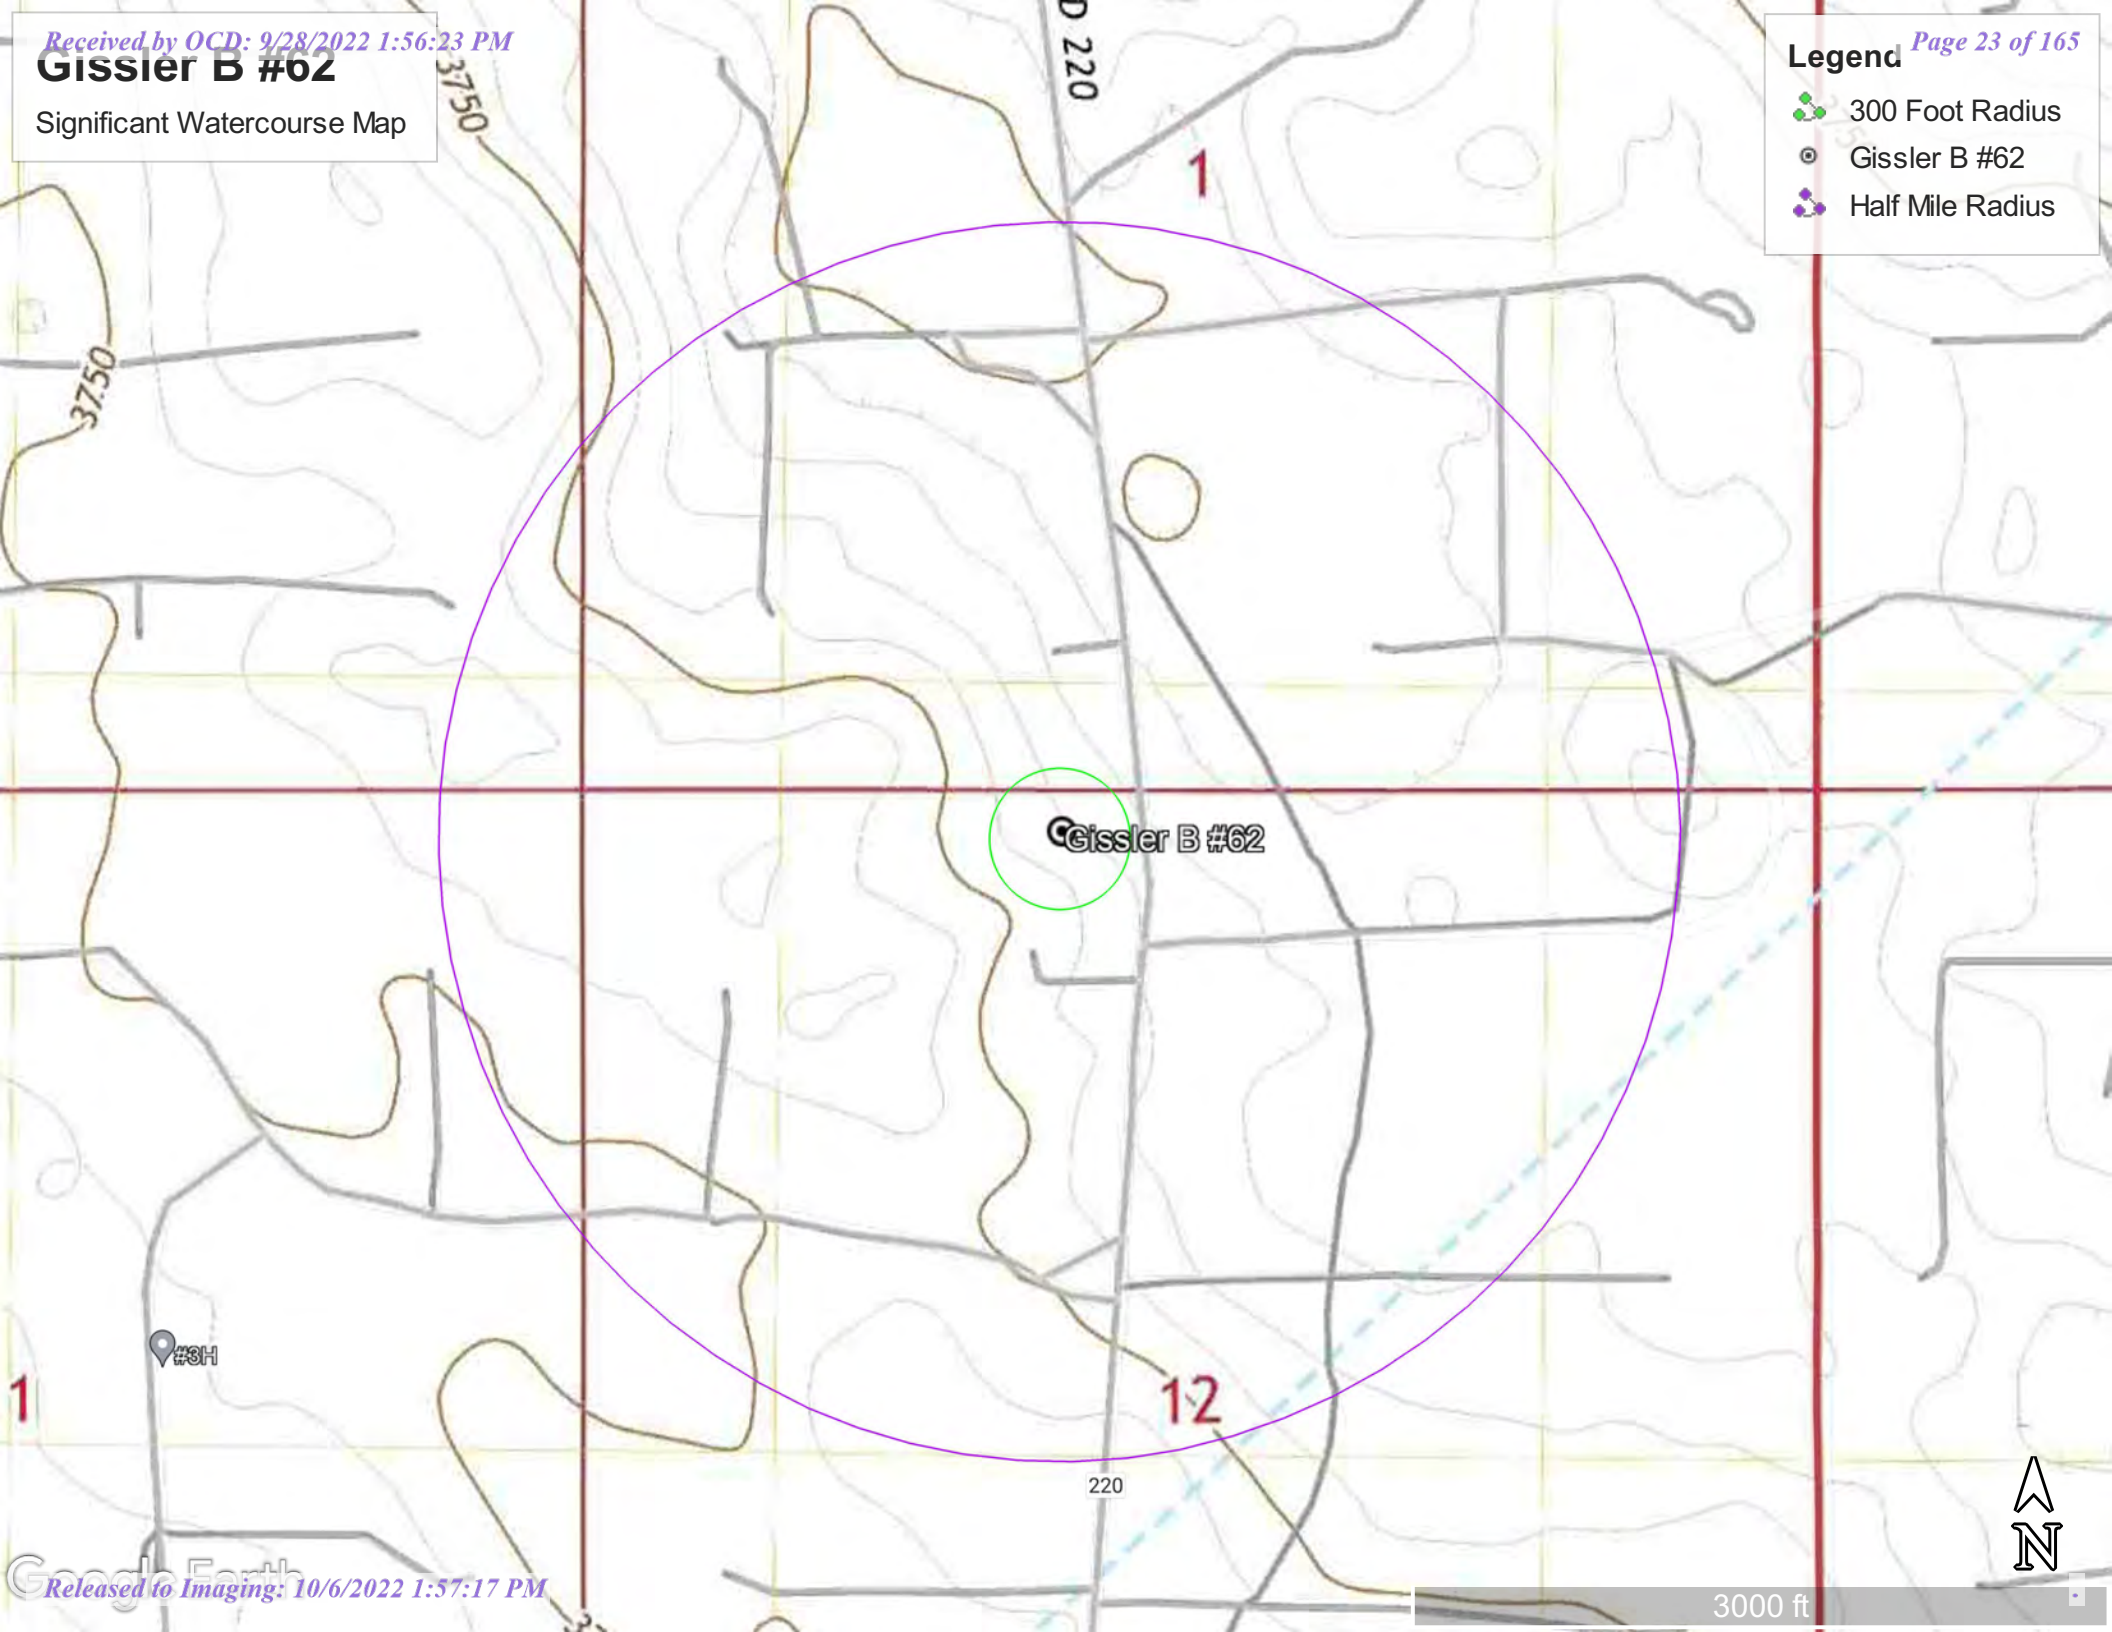 Received by OCD: 9/28/2022 1:56:23 PM
Page 23 of 165
Gissler B #62
Significant Watercourse Map
Legend
300 Foot Radius
Gissler B #62
Half Mile Radius
3750
D 220
1
3750
Gissler B #62
#3H
1
12
220
N
Google Earth
Released to Imaging: 10/6/2022 1:57:17 PM
3000 ft